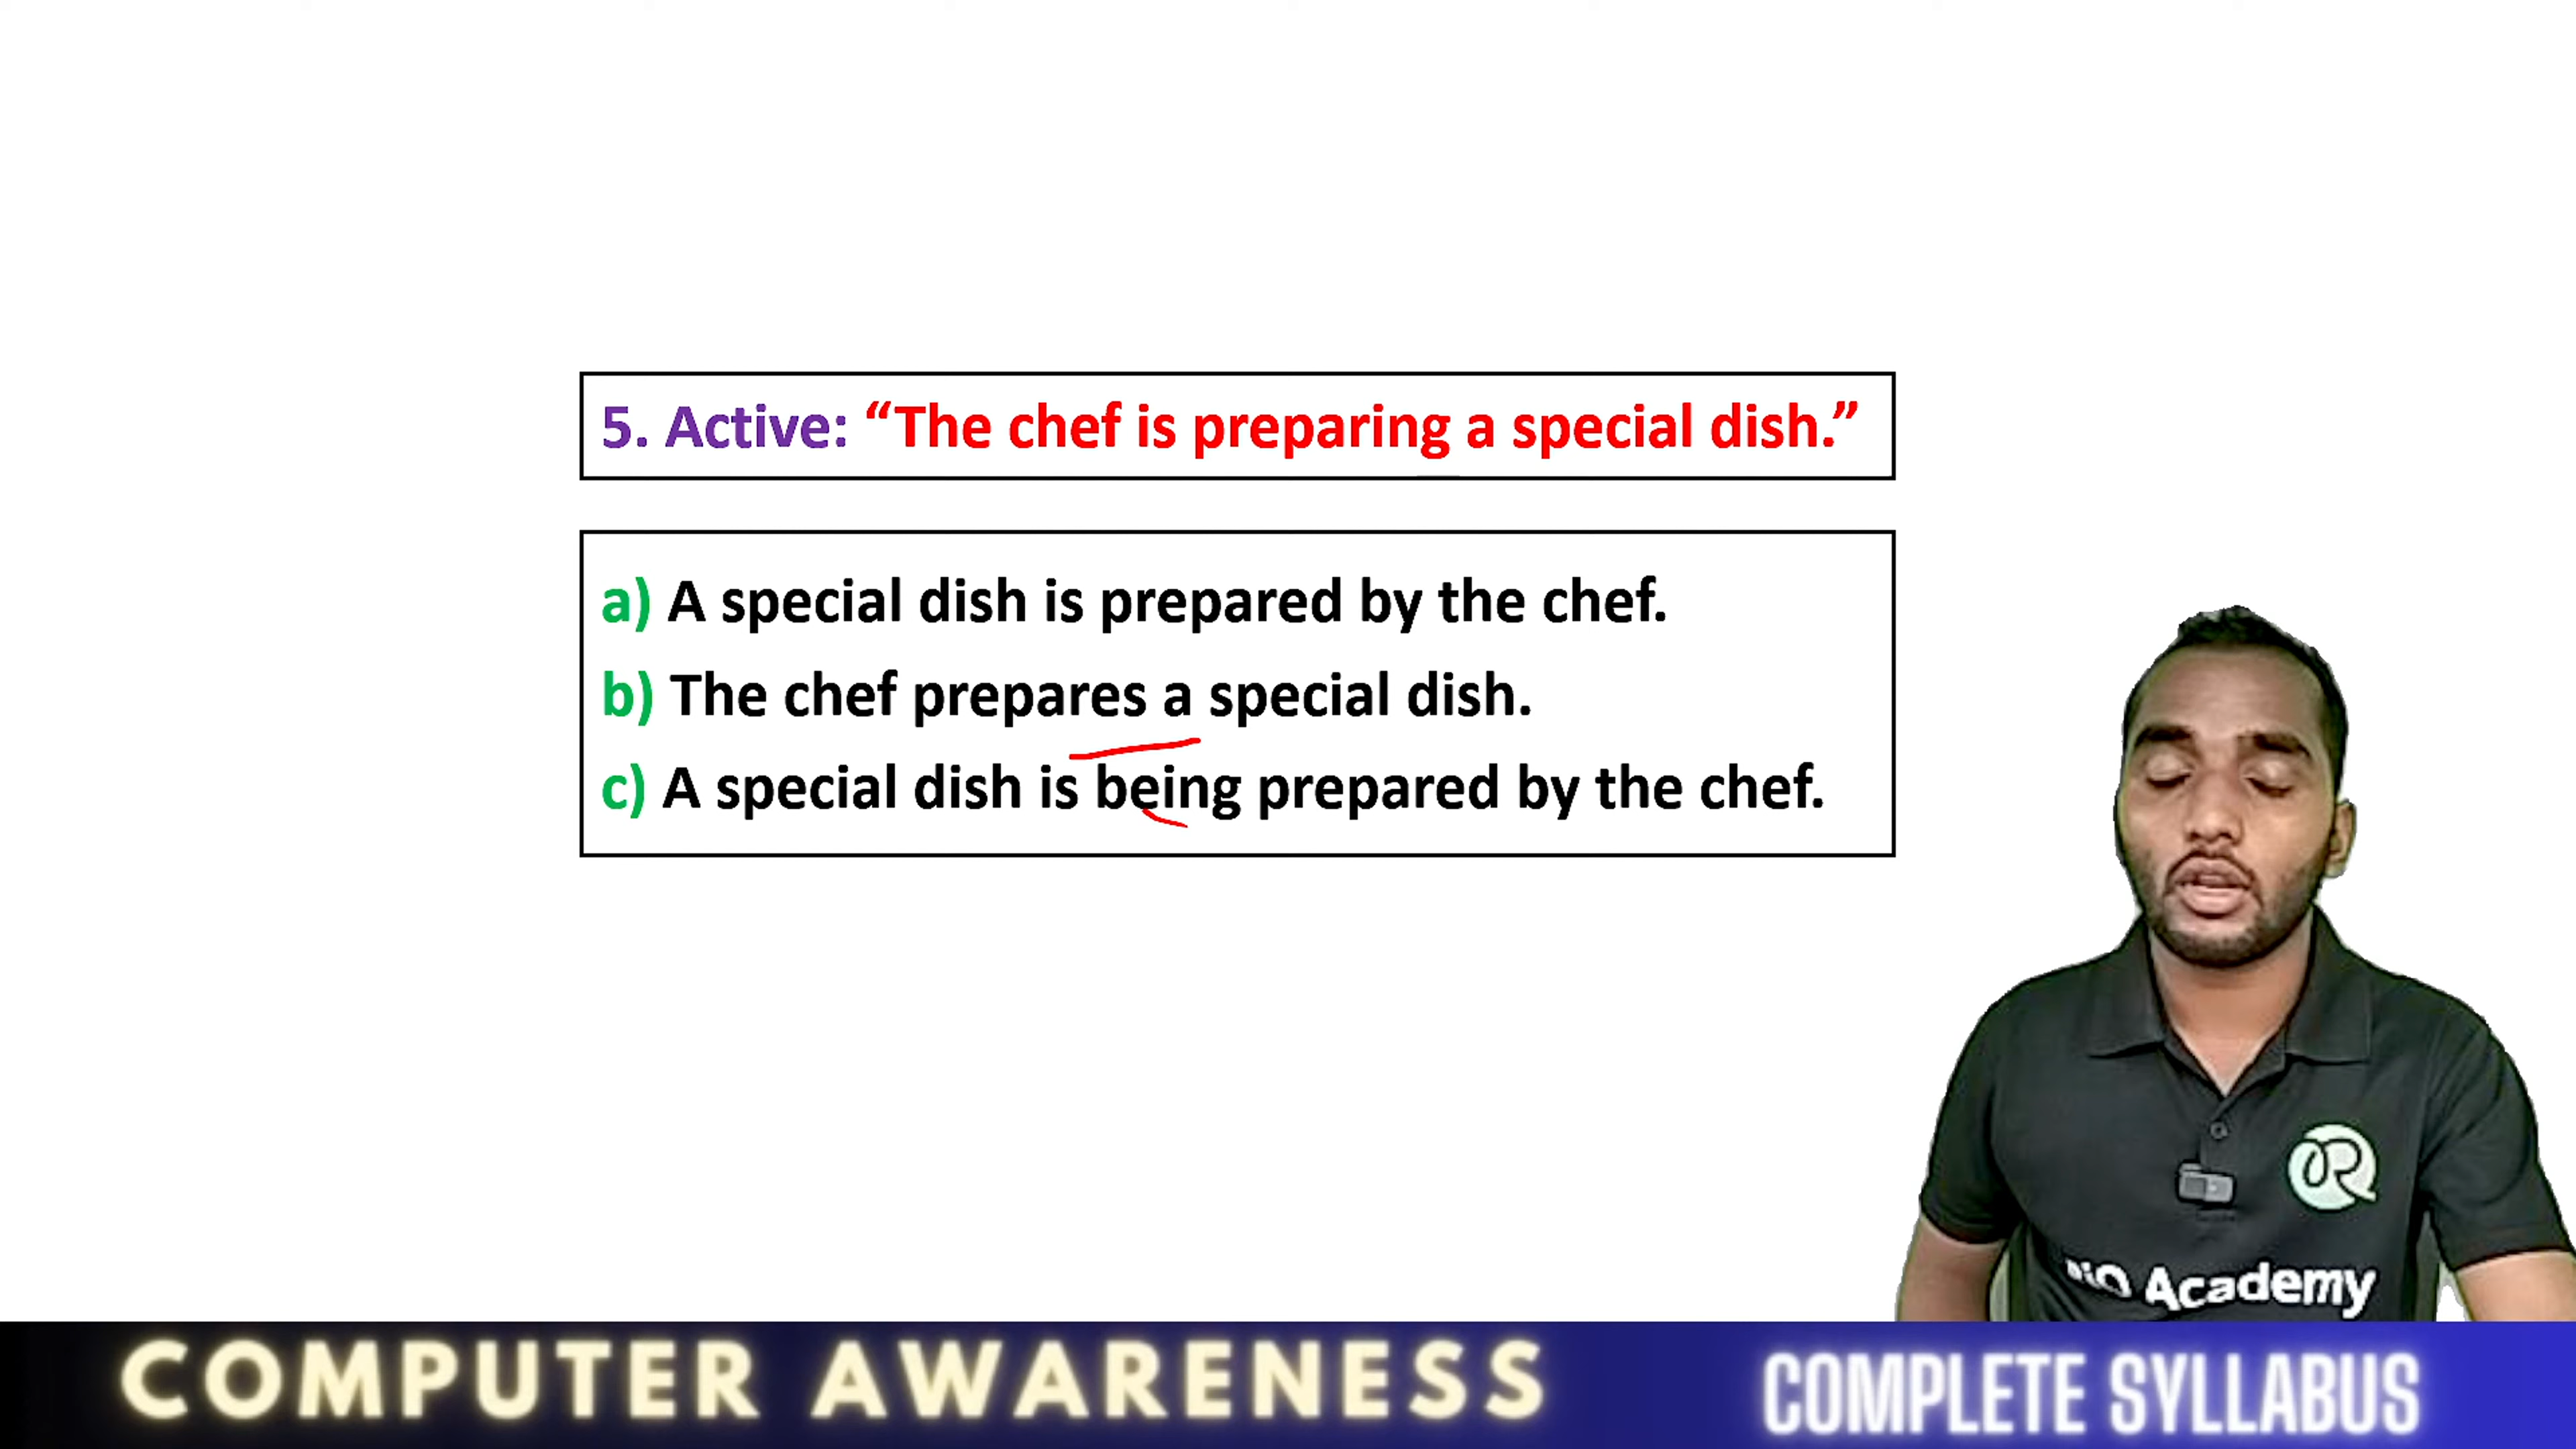 5. Active: “The chef is preparing a special dish.”
a) A special dish is prepared by the chef.
b) The chef prepares a special dish.
c) A special dish is being prepared by the chef.
Academy
COMPUTER AWARENESS
COMPLETE SYLLABUS